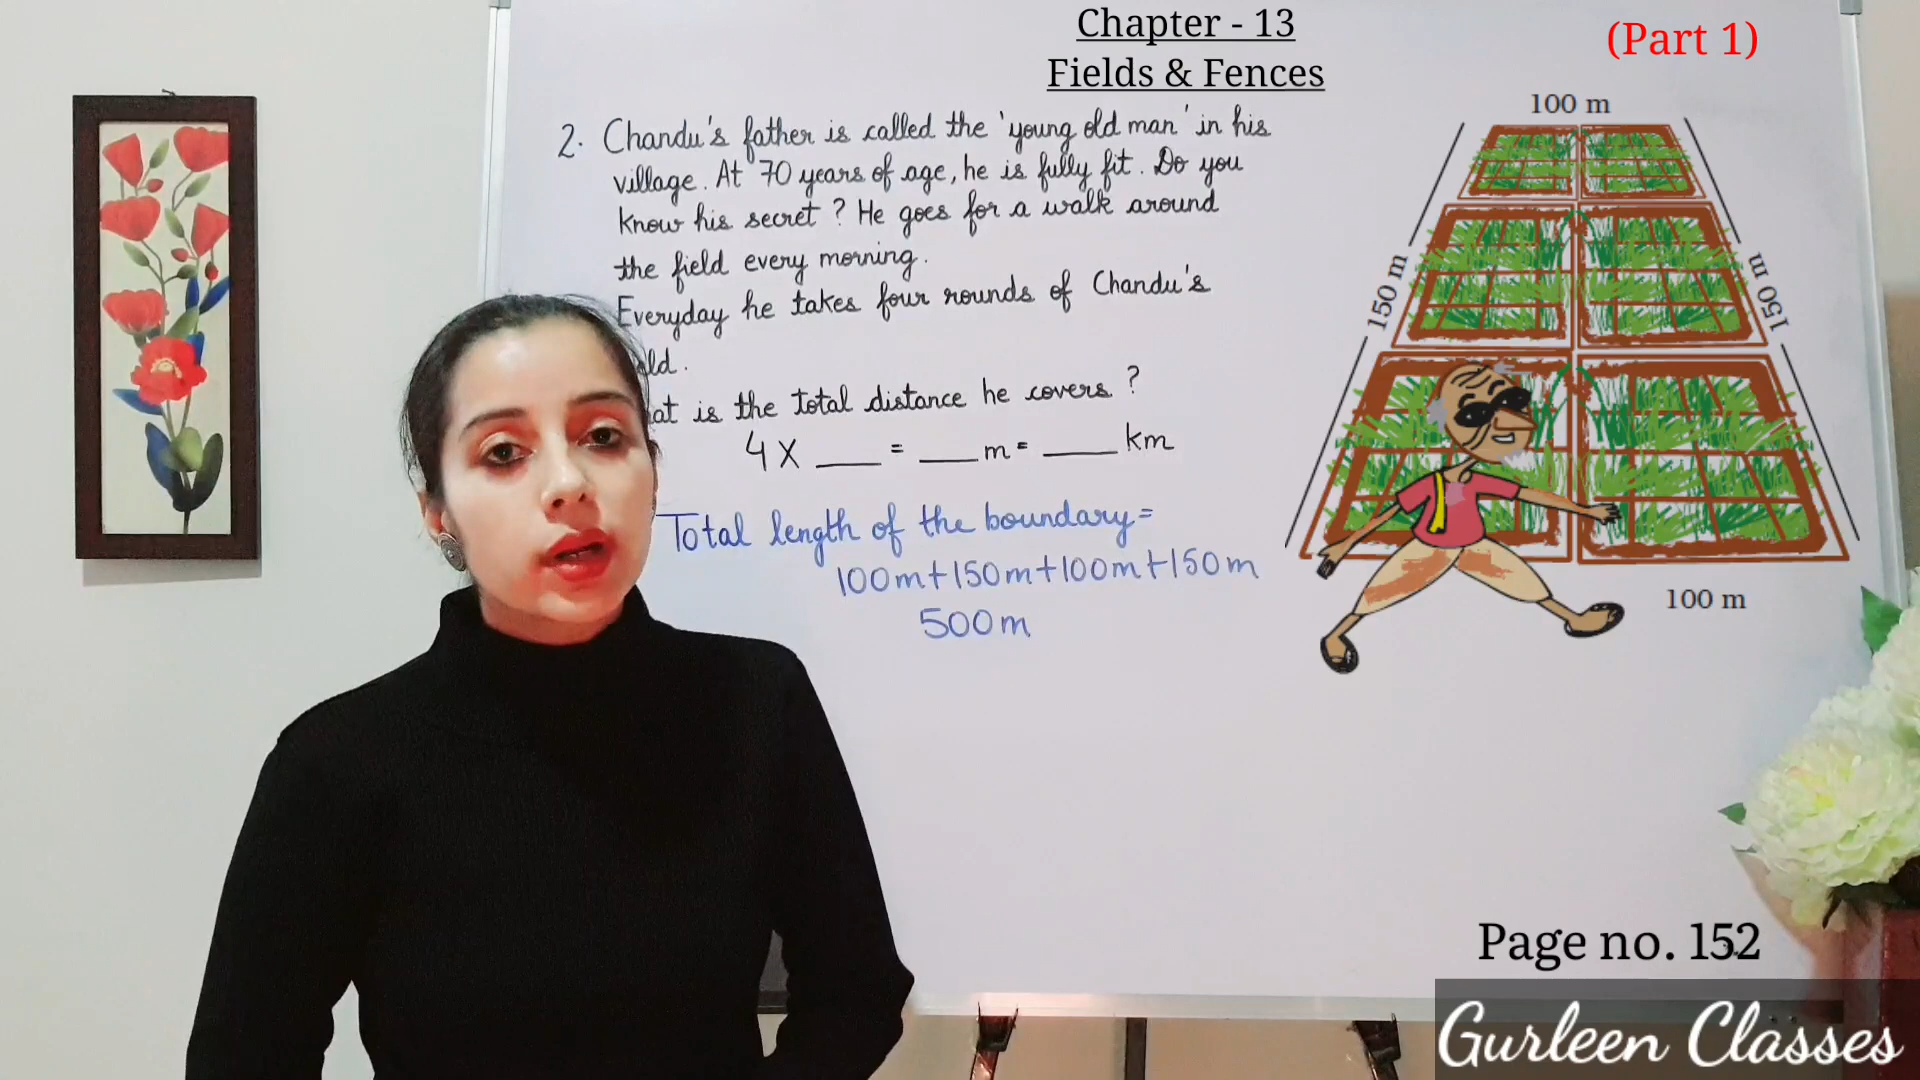 Chapter - 13
Fields & Fences
(Part 1)
2. Chandu's father is called the 'young old man' in his
village. At 70 years of age, he is fully fit. Do you
know his secret? He goes for a walk around
the field every morning.
Everyday he takes four rounds of Chandu's
ld.
at is the total distance he covers?
4 X ___ = ___ m = ___ km
Total length of the boundary =
100m+150m+100m+150m
500m
100 m
150 m
150 m
100 m
Page no. 152
Gurleen Classes